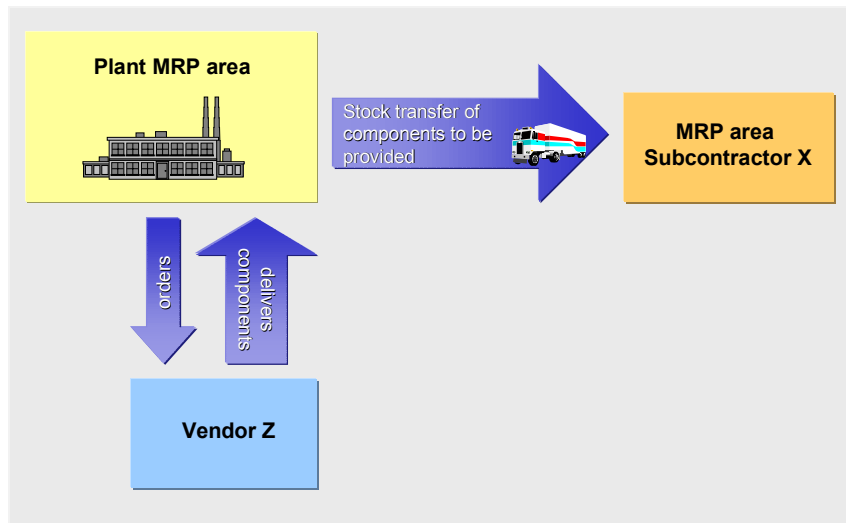 Plant MRP area
Stock transfer of
components to be
provided
MRP area
Subcontractor X
orders
delivers
components
Vendor Z